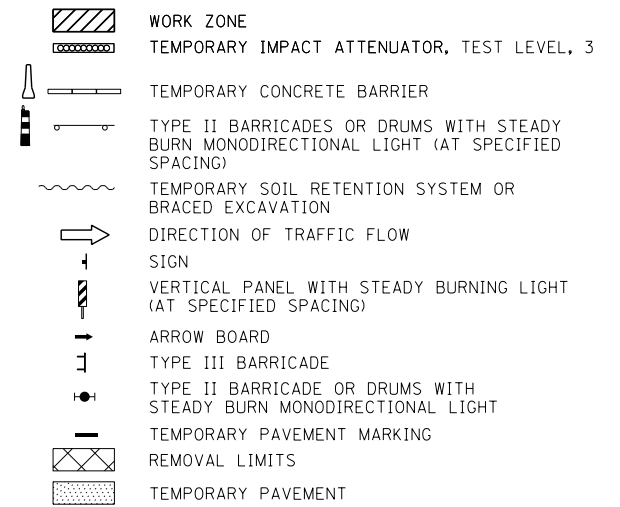 WORK ZONE
TEMPORARY IMPACT ATTENUATOR, TEST LEVEL, 3
TEMPORARY CONCRETE BARRIER
TYPE II BARRICADES OR DRUMS WITH STEADY
BURN MONODIRECTIONAL LIGHT (AT SPECIFIED
SPACING)
TEMPORARY SOIL RETENTION SYSTEM OR
BRACED EXCAVATION
DIRECTION OF TRAFFIC FLOW
SIGN
VERTICAL PANEL WITH STEADY BURNING LIGHT
(AT SPECIFIED SPACING)
ARROW BOARD
TYPE III BARRICADE
TYPE II BARRICADE OR DRUMS WITH
STEADY BURN MONODIRECTIONAL LIGHT
TEMPORARY PAVEMENT MARKING
REMOVAL LIMITS
TEMPORARY PAVEMENT